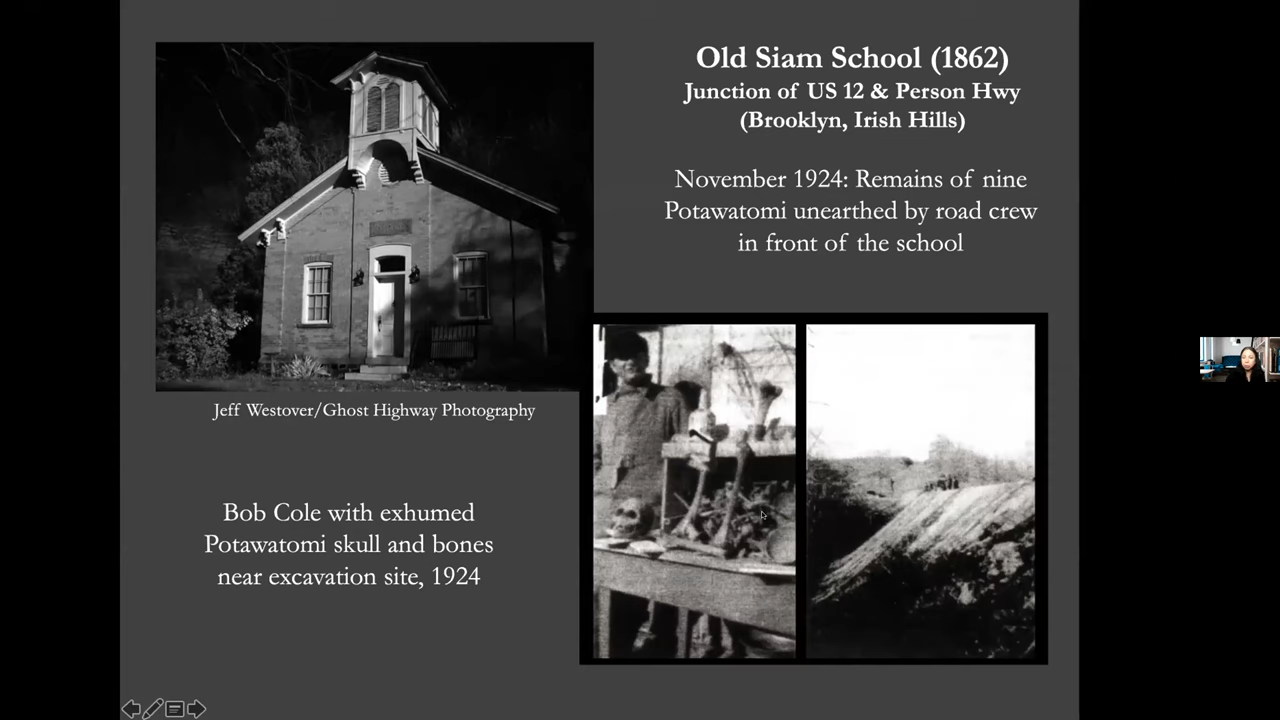 Old Siam School (1862)
Junction of US 12 & Person Hwy
(Brooklyn, Irish Hills)
November 1924: Remains of nine
Potawatomi unearthed by road crew
in front of the school
Jeff Westover/Ghost Highway Photography
Bob Cole with exhumed
Potawatomi skull and bones
near excavation site, 1924